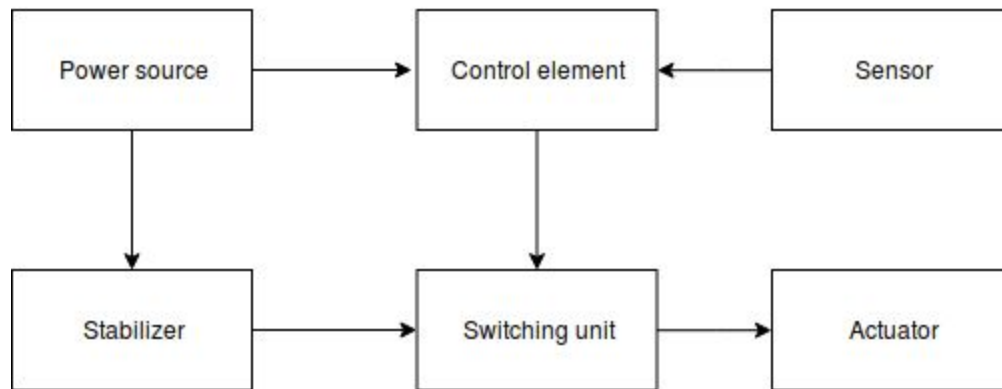 Power source
Control element
Sensor
Stabilizer
Switching unit
Actuator